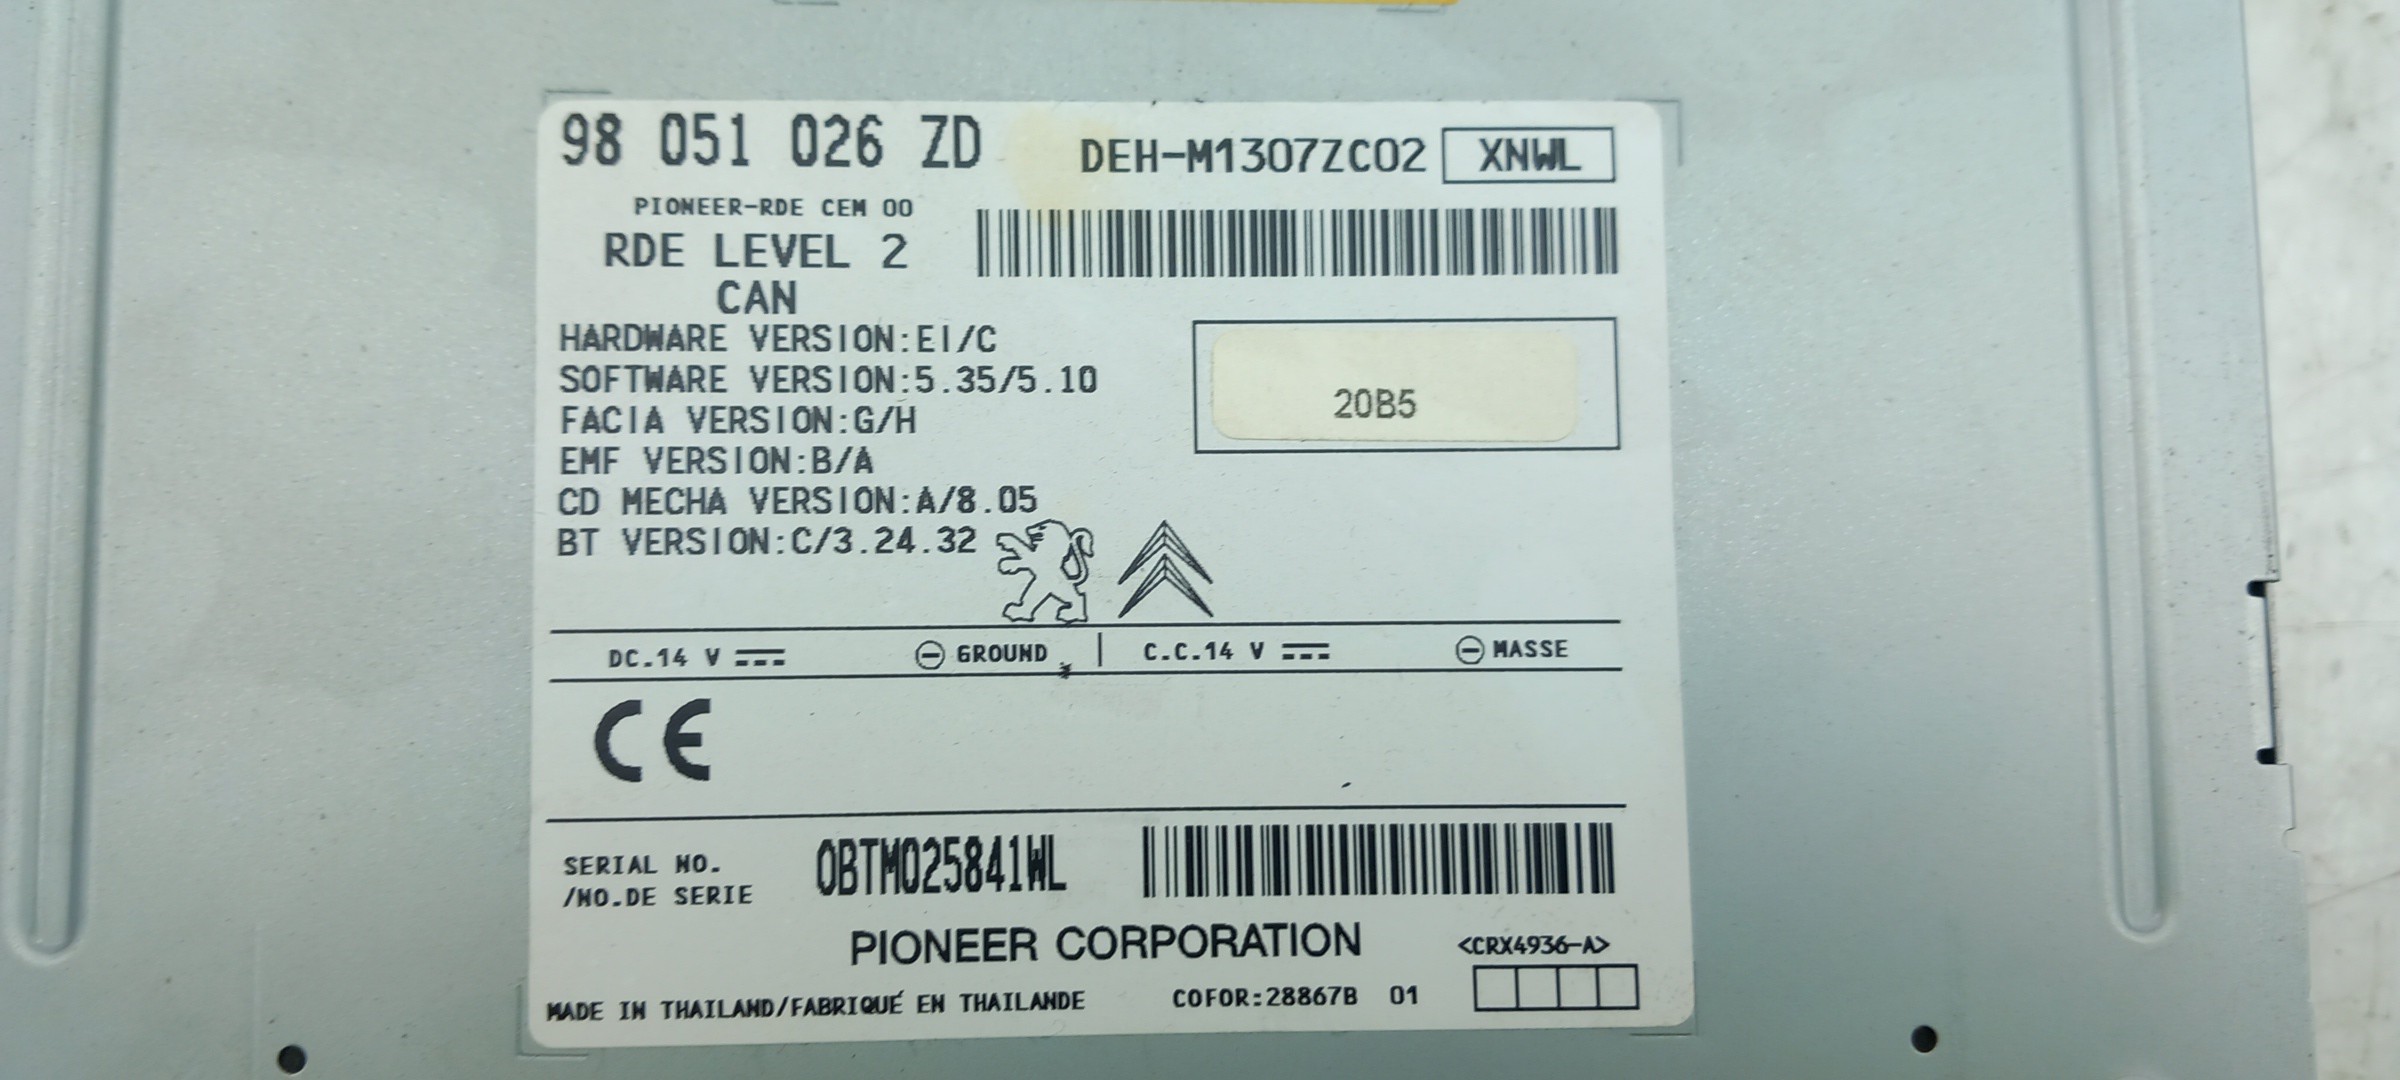 98 051 026 ZD
DEH-M1307ZC02 XNWL
PIONEER-RDE CEM 00
RDE LEVEL 2
CAN
HARDWARE VERSION:EI/C
SOFTWARE VERSION:5.35/5.10
FACIA VERSION:G/H
EMF VERSION:B/A
CD MECHA VERSION:A/8.05
BT VERSION:C/3.24.32
20B5
DC.14 V GROUND | C.C.14 V MASSE
CE
SERIAL NO.
/NO.DE SERIE
OBTM025841WL
PIONEER CORPORATION
<CRX4936-A>
MADE IN THAILAND/FABRIQUÉ EN THAILANDE
COFOR:28867B 01